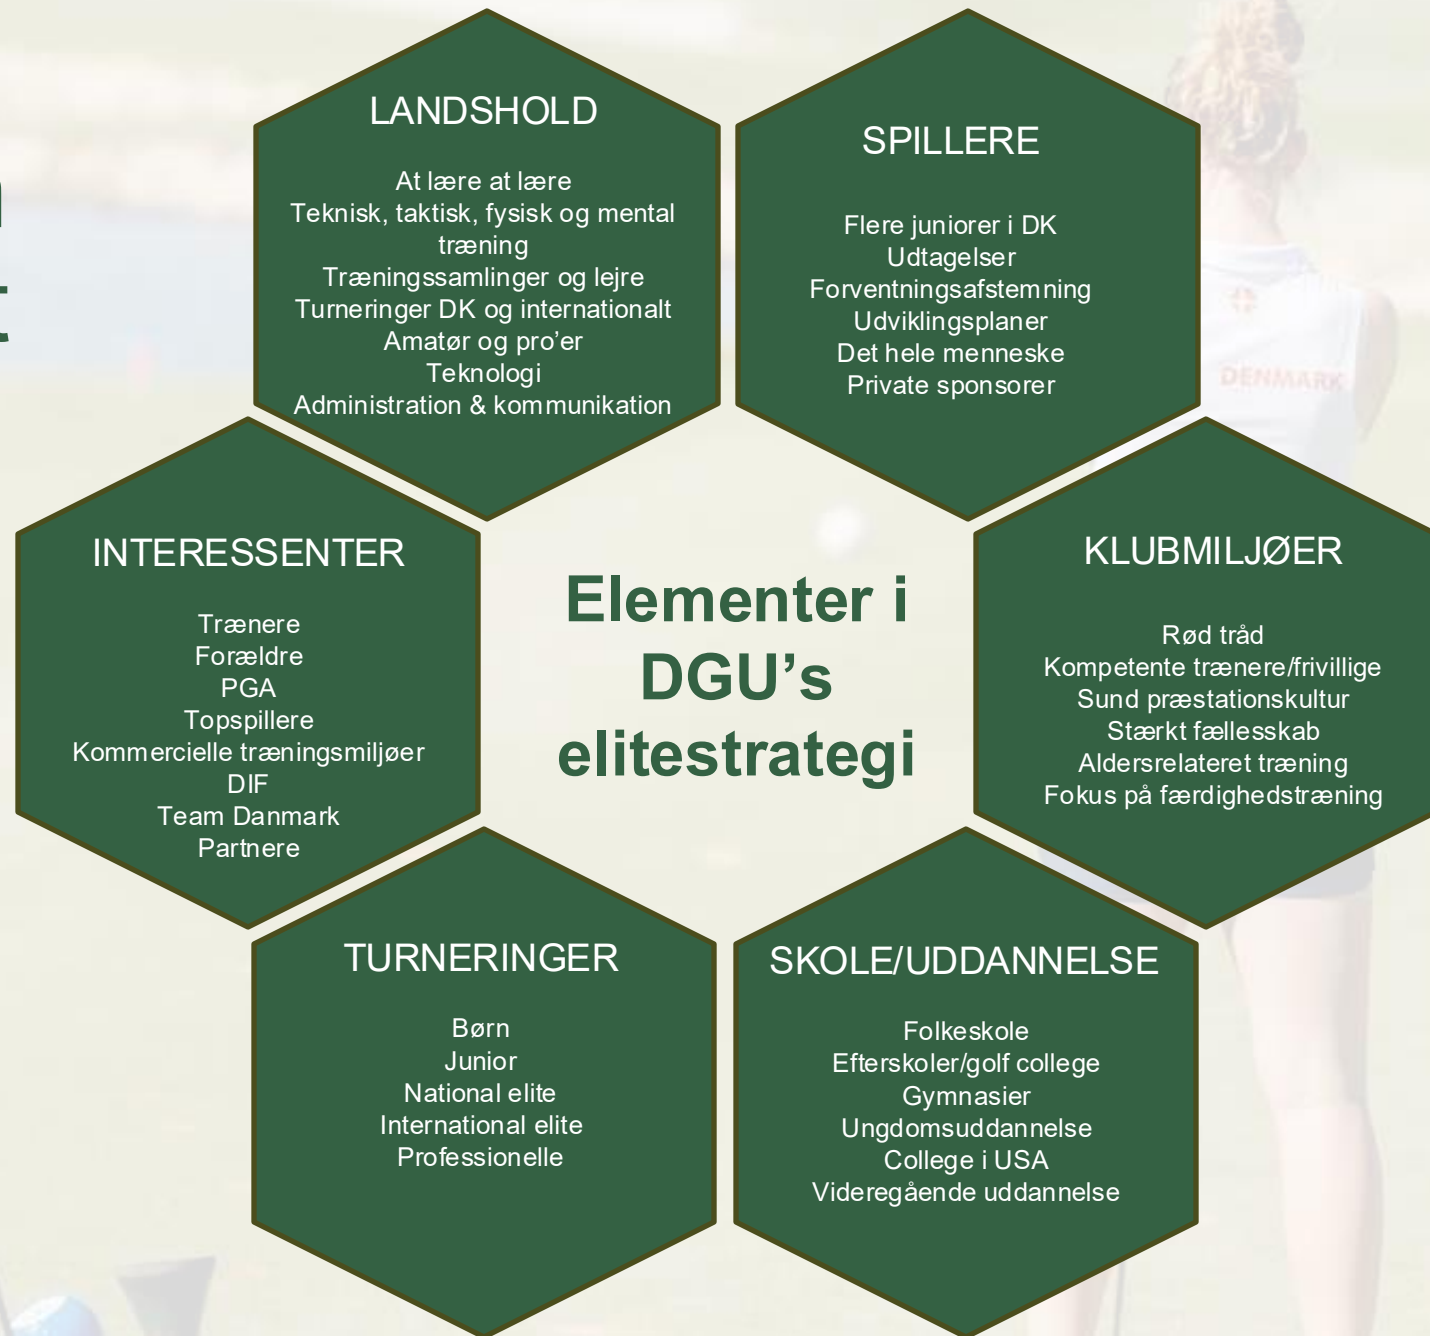 LANDSHOLD
At lære at lære
Teknisk, taktisk, fysisk og mental
træning
Træningssamlinger og lejre
Turneringer DK og internationalt
Amatør og pro’er
Teknologi
Administration & kommunikation
SPILLERE
Flere juniorer i DK
Udtagelser
Forventningsafstemning
Udviklingsplaner
Det hele menneske
Private sponsorer
DENMARK
INTERESSENTER
Trænere
Forældre
PGA
Topspillere
Kommercielle træningsmiljøer
DIF
Team Danmark
Partnere
Elementer i
DGU’s
elitestrategi
KLUBMILJØER
Rød tråd
Kompetente trænere/frivillige
Sund præstationskultur
Stærkt fællesskab
Aldersrelateret træning
Fokus på færdighedstræning
TURNERINGER
Børn
Junior
National elite
International elite
Professionelle
SKOLE/UDDANNELSE
Folkeskole
Efterskoler/golf college
Gymnasier
Ungdomsuddannelse
College i USA
Videregående uddannelse